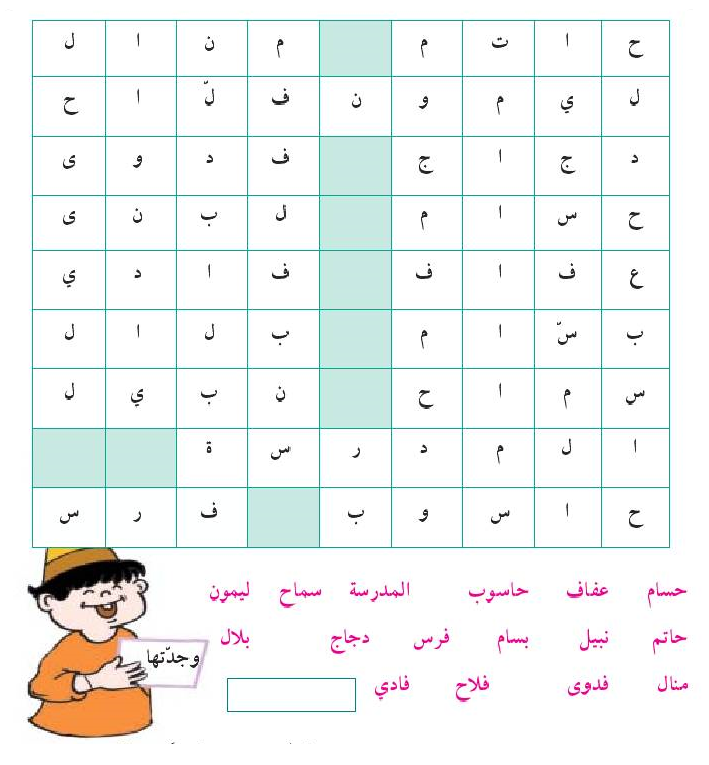 ح ا ت م م ن ا ل
ل ي م و ن ف لّ ا ح
د ج ا ج ف د و ى
ح س ا م ل ب ن ى
ع ف ا ف ف ا د ي
ب سّ ا م ب ل ا ل
س م ا ح ن ب ي ل
ا ل م د ر س ة
ح ا س و ب ف ر س
حسام عفاف حاسوب المدرسة سماح ليمون
حاتم نبيل بسام فرس دجاج بلال
منال فدوى فلاح فادي
وجدّتها